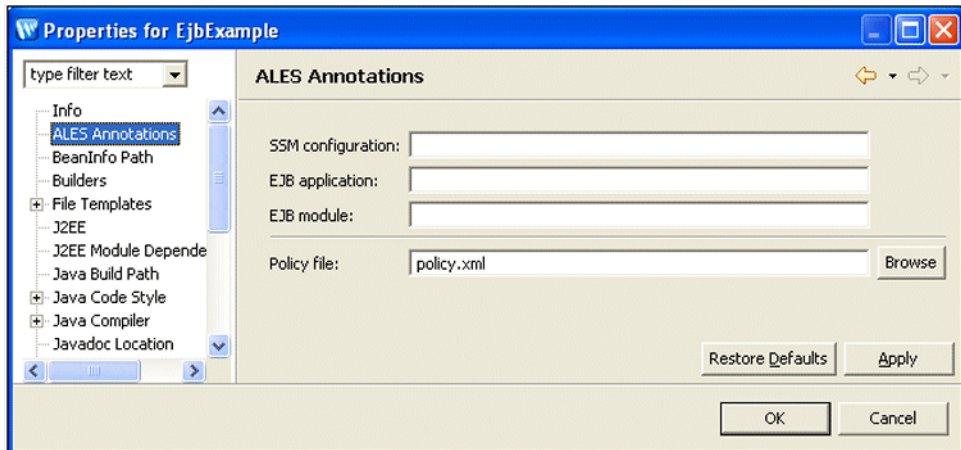 Properties for EjbExample
type filter text
Info
ALES Annotations
BeanInfo Path
Builders
File Templates
J2EE
J2EE Module Depende
Java Build Path
Java Code Style
Java Compiler
Javadoc Location
ALES Annotations
SSM configuration:
EJB application:
EJB module:
Policy file: policy.xml Browse
Restore Defaults Apply
OK Cancel